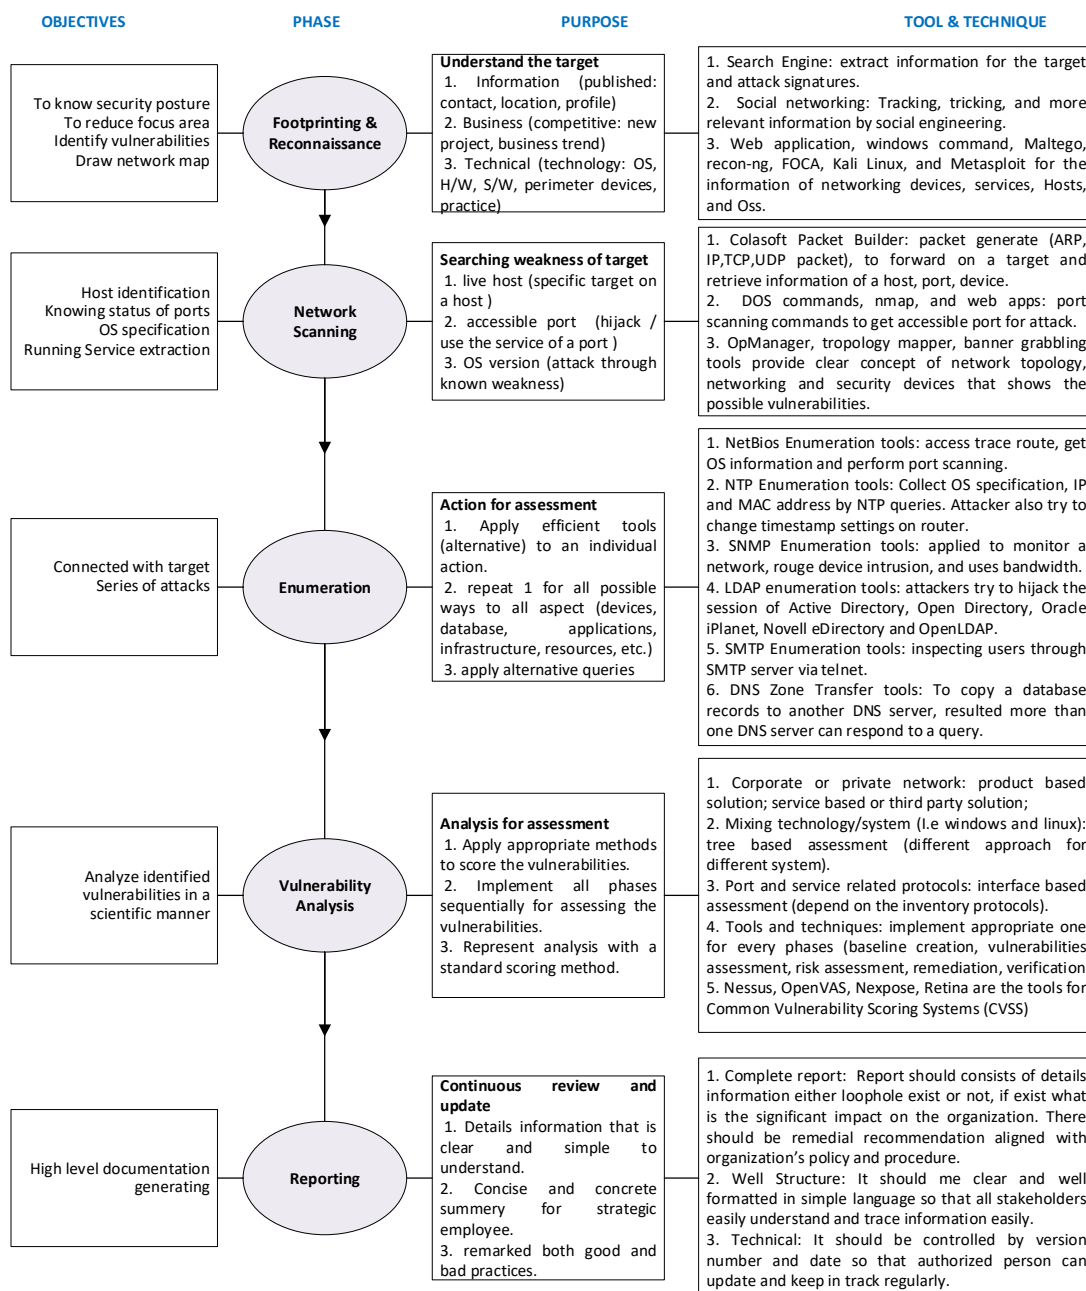 OBJECTIVES PHASE PURPOSE TOOL & TECHNIQUE
To know security posture
To reduce focus area
Identify vulnerabilities
Draw network map
Footprinting &
Reconnaissance
Understand the target
1. Information (published:
contact, location, profile)
2. Business (competitive: new
project, business trend)
3. Technical (technology: OS,
H/W, S/W, perimeter devices,
practice)
1. Search Engine: extract information for the target
and attack signatures.
2. Social networking: Tracking, tricking, and more
relevant information by social engineering.
3. Web application, windows command, Maltego,
recon-ng, FOCA, Kali Linux, and Metasploit for the
information of networking devices, services, Hosts,
and Oss.
Host identification
Knowing status of ports
OS specification
Running Service extraction
Network
Scanning
Searching weakness of target
1. live host (specific target on
a host )
2. accessible port (hijack /
use the service of a port )
3. OS version (attack through
known weakness)
1. Colasoft Packet Builder: packet generate (ARP,
IP,TCP,UDP packet), to forward on a target and
retrieve information of a host, port, device.
2. DOS commands, nmap, and web apps: port
scanning commands to get accessible port for attack.
3. OpManager, tropology mapper, banner grabbling
tools provide clear concept of network topology,
networking and security devices that shows the
possible vulnerabilities.
Connected with target
Series of attacks
Enumeration
Action for assessment
1. Apply efficient tools
(alternative) to an individual
action.
2. repeat 1 for all possible
ways to all aspect (devices,
database, applications,
infrastructure, resources, etc.)
3. apply alternative queries
1. NetBios Enumeration tools: access trace route, get
OS information and perform port scanning.
2. NTP Enumeration tools: Collect OS specification, IP
and MAC address by NTP queries. Attacker also try to
change timestamp settings on router.
3. SNMP Enumeration tools: applied to monitor a
network, rouge device intrusion, and uses bandwidth.
4. LDAP enumeration tools: attackers try to hijack the
session of Active Directory, Open Directory, Oracle
iPlanet, Novell eDirectory and OpenLDAP.
5. SMTP Enumeration tools: inspecting users through
SMTP server via telnet.
6. DNS Zone Transfer tools: To copy a database
records to another DNS server, resulted more than
one DNS server can respond to a query.
Analyze identified
vulnerabilities in a
scientific manner
Vulnerability
Analysis
Analysis for assessment
1. Apply appropriate methods
to score the vulnerabilities.
2. Implement all phases
sequentially for assessing the
vulnerabilities.
3. Represent analysis with a
standard scoring method.
1. Corporate or private network: product based
solution; service based or third party solution;
2. Mixing technology/system (I.e windows and linux):
tree based assessment (different approach for
different system).
3. Port and service related protocols: interface based
assessment (depend on the inventory protocols).
4. Tools and techniques: implement appropriate one
for every phases (baseline creation, vulnerabilities
assessment, risk assessment, remediation, verification
5. Nessus, OpenVAS, Nexpose, Retina are the tools for
Common Vulnerability Scoring Systems (CVSS)
High level documentation
generating
Reporting
Continuous review and
update
1. Details information that is
clear and simple to
understand.
2. Concise and concrete
summery for strategic
employee.
3. remarked both good and
bad practices.
1. Complete report: Report should consists of details
information either loophole exist or not, if exist what
is the significant impact on the organization. There
should be remedial recommendation aligned with
organization's policy and procedure.
2. Well Structure: It should me clear and well
formatted in simple language so that all stakeholders
easily understand and trace information easily.
3. Technical: It should be controlled by version
number and date so that authorized person can
update and keep in track regularly.